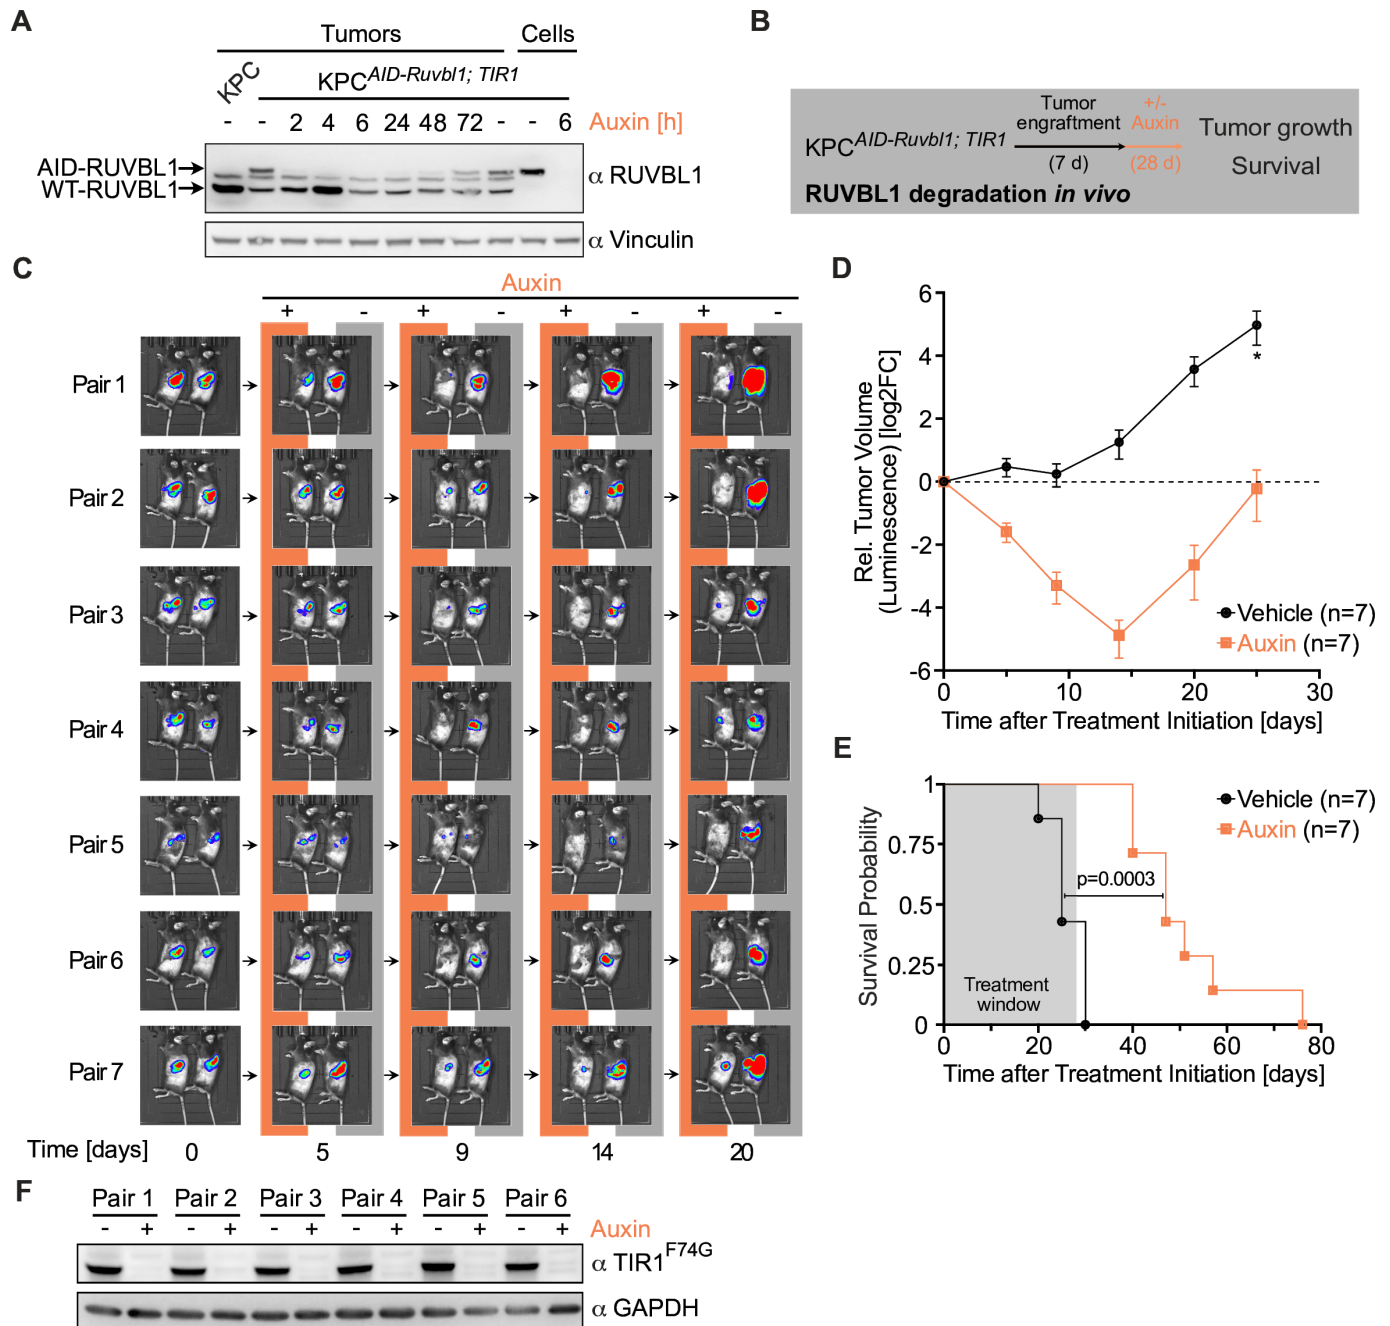 A
Tumors Cells
KPC
KPC^AID-Ruvbl1; TIR1
- - 2 4 6 24 48 72 - - 6 Auxin [h]
AID-RUVBL1
WT-RUVBL1
α RUVBL1
α Vinculin
B
Tumor engraftment
+/- Auxin
KPC^AID-Ruvbl1; TIR1
(7 d) (28 d)
Tumor growth
Survival
RUVBL1 degradation in vivo
C
Auxin
+ - + - + - + -
Pair 1
Pair 2
Pair 3
Pair 4
Pair 5
Pair 6
Pair 7
Time [days] 0 5 9 14 20
D
Rel. Tumor Volume
(Luminescence) [log2FC]
6
4
2
0
-2
-4
-6
*
Vehicle (n=7)
Auxin (n=7)
0 10 20 30
Time after Treatment Initiation [days]
E
Survival Probability
1
0.75
0.5
0.25
0
Vehicle (n=7)
Auxin (n=7)
p=0.0003
Treatment
window
0 20 40 60 80
Time after Treatment Initiation [days]
F
Pair 1 Pair 2 Pair 3 Pair 4 Pair 5 Pair 6
- + - + - + - + - + - + Auxin
α TIR1^F74G
α GAPDH